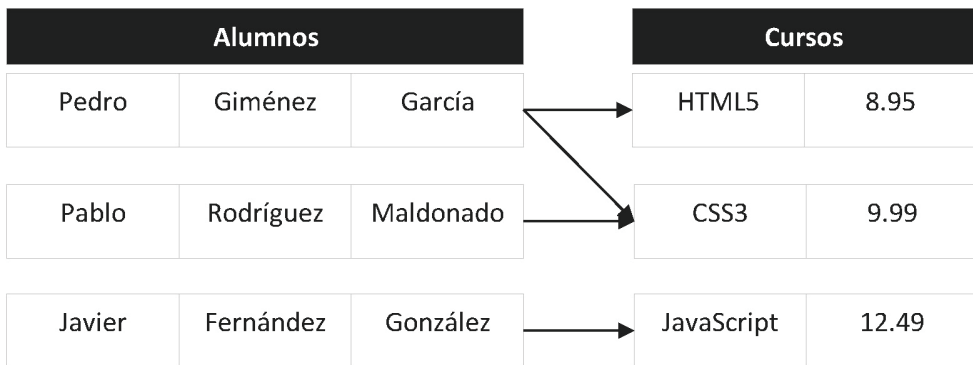 Alumnos Cursos
Pedro Giménez García HTML5 8.95
Pablo Rodríguez Maldonado CSS3 9.99
Javier Fernández González JavaScript 12.49